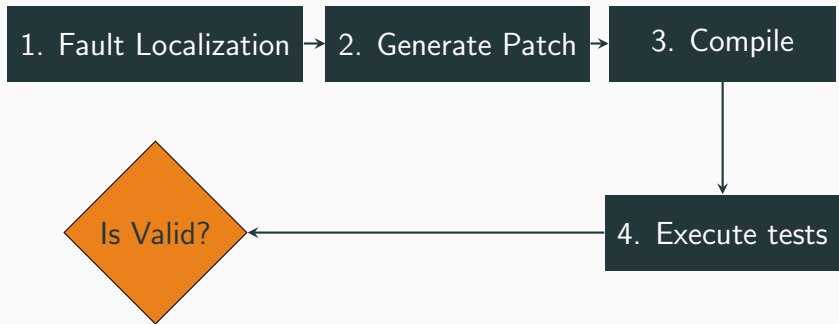 1. Fault Localization
2. Generate Patch
3. Compile
4. Execute tests
Is Valid?